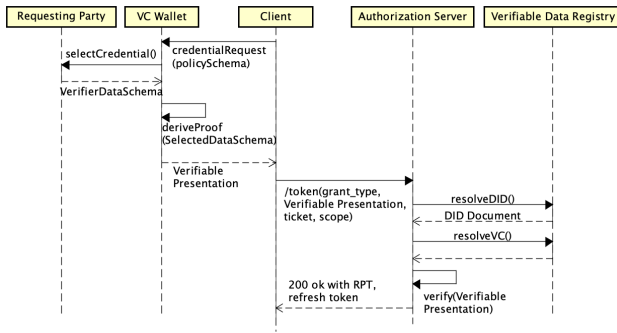 Requesting Party
VC Wallet
Client
Authorization Server
Verifiable Data Registry
credentialRequest
(policySchema)
selectCredential()
VerifierDataSchema
deriveProof
(SelectedDataSchema)
Verifiable
Presentation
/token(grant_type,
Verifiable Presentation,
ticket, scope)
resolveDID()
DID Document
resolveVC()
verify(Verifiable
Presentation)
200 ok with RPT,
refresh token